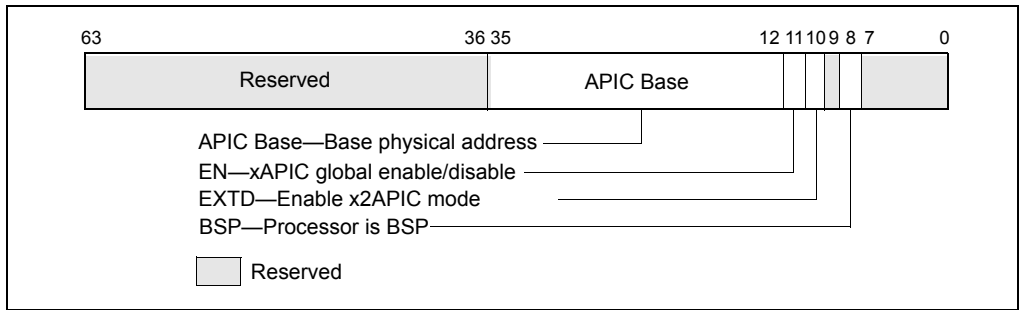 63 36 35 12 11 10 9 8 7 0
Reserved APIC Base
APIC Base—Base physical address
EN—xAPIC global enable/disable
EXTD—Enable x2APIC mode
BSP—Processor is BSP
Reserved